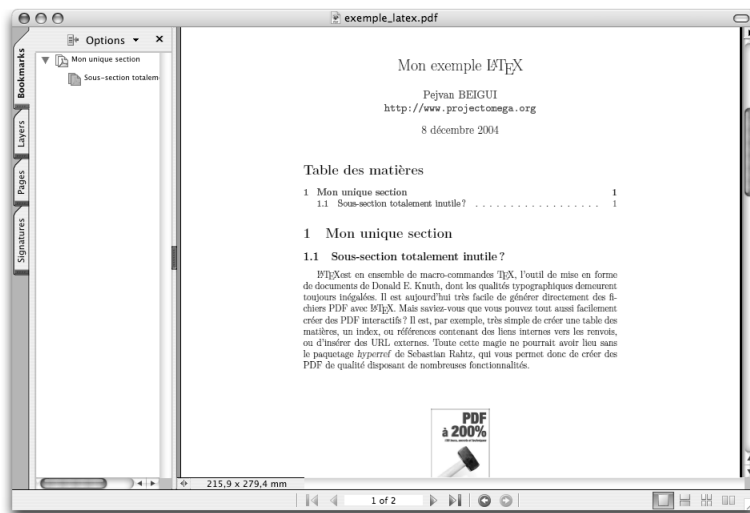 exemple_latex.pdf
Options
Bookmarks
Layers
Pages
Signatures
Mon unique section
Sous-section totalem
Mon exemple LATEX
Pejvan BEIGUI
http://www.projectomega.org
8 décembre 2004
Table des matières
1 Mon unique section 1
1.1 Sous-section totalement inutile ? . . . . . . . . . . . . . . . . . . 1
1 Mon unique section
1.1 Sous-section totalement inutile ?
LATEXest en ensemble de macro-commandes TEX, l'outil de mise en forme
de documents de Donald E. Knuth, dont les qualités typographiques demeurent
toujours inégalées. Il est aujourd'hui très facile de générer directement des fi-
chiers PDF avec LATEX. Mais saviez-vous que vous pouvez tout aussi facilement
créer des PDF interactifs ? Il est, par exemple, très simple de créer une table des
matières, un index, ou références contenant des liens internes vers les renvois,
ou d'insérer des URL externes. Toute cette magie ne pourrait avoir lieu sans
le paquetage hyperref de Sebastian Rahtz, qui vous permet donc de créer des
PDF de qualité disposant de nombreuses fonctionnalités.
PDF
à 200%
215,9 x 279,4 mm
1 of 2